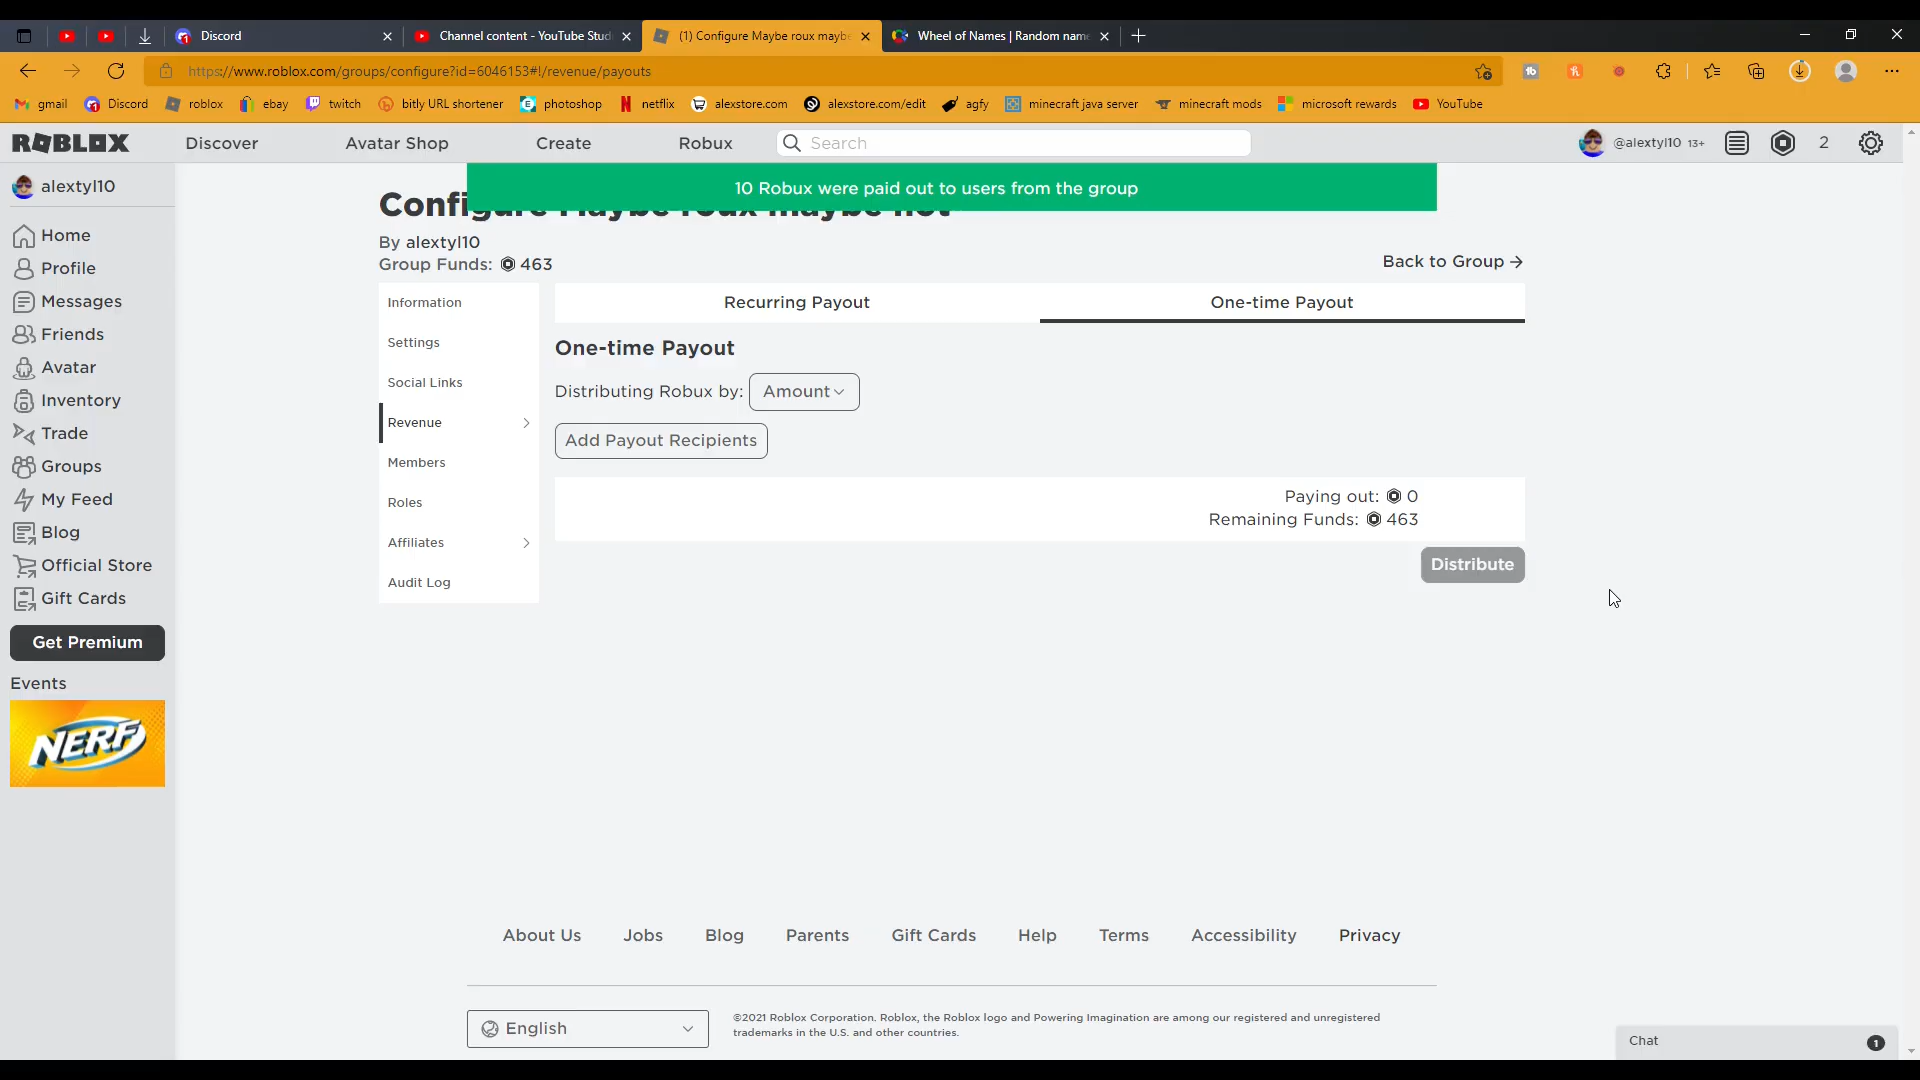 Discord
Channel content - YouTube Stud
(1) Configure Maybe roux maybe
Wheel of Names | Random name
https://www.roblox.com/groups/configure?id=6046153#!/revenue/payouts
gmail
Discord
roblox
ebay
twitch
bitly URL shortener
photoshop
netflix
alexstore.com
alexstore.com/edit
agfy
minecraft java server
minecraft mods
microsoft rewards
YouTube
ROBLOX
Discover
Avatar Shop
Create
Robux
Search
@alextyl10 13+
2
alextyl10
Home
Profile
Messages
Friends
Avatar
Inventory
Trade
Groups
My Feed
Blog
Official Store
Gift Cards
Get Premium
Events
NERF
10 Robux were paid out to users from the group
Configure Maybe roux maybe not
By alextyl10
Group Funds: 463
Back to Group →
Information
Settings
Social Links
Revenue
Members
Roles
Affiliates
Audit Log
Recurring Payout
One-time Payout
One-time Payout
Distributing Robux by: Amount
Add Payout Recipients
Paying out: 0
Remaining Funds: 463
Distribute
About Us
Jobs
Blog
Parents
Gift Cards
Help
Terms
Accessibility
Privacy
English
©2021 Roblox Corporation. Roblox, the Roblox logo and Powering Imagination are among our registered and unregistered
trademarks in the U.S. and other countries.
Chat
1